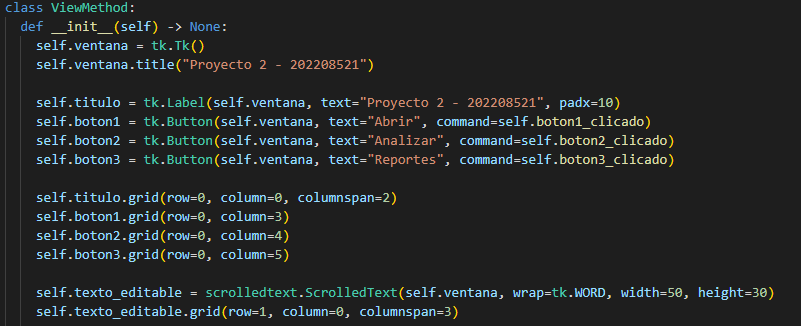 class ViewMethod:
  def __init__(self) -> None:
    self.ventana = tk.Tk()
    self.ventana.title("Proyecto 2 - 202208521")

    self.titulo = tk.Label(self.ventana, text="Proyecto 2 - 202208521", padx=10)
    self.boton1 = tk.Button(self.ventana, text="Abrir", command=self.boton1_clicado)
    self.boton2 = tk.Button(self.ventana, text="Analizar", command=self.boton2_clicado)
    self.boton3 = tk.Button(self.ventana, text="Reportes", command=self.boton3_clicado)

    self.titulo.grid(row=0, column=0, columnspan=2)
    self.boton1.grid(row=0, column=3)
    self.boton2.grid(row=0, column=4)
    self.boton3.grid(row=0, column=5)

    self.texto_editable = scrolledtext.ScrolledText(self.ventana, wrap=tk.WORD, width=50, height=30)
    self.texto_editable.grid(row=1, column=0, columnspan=3)